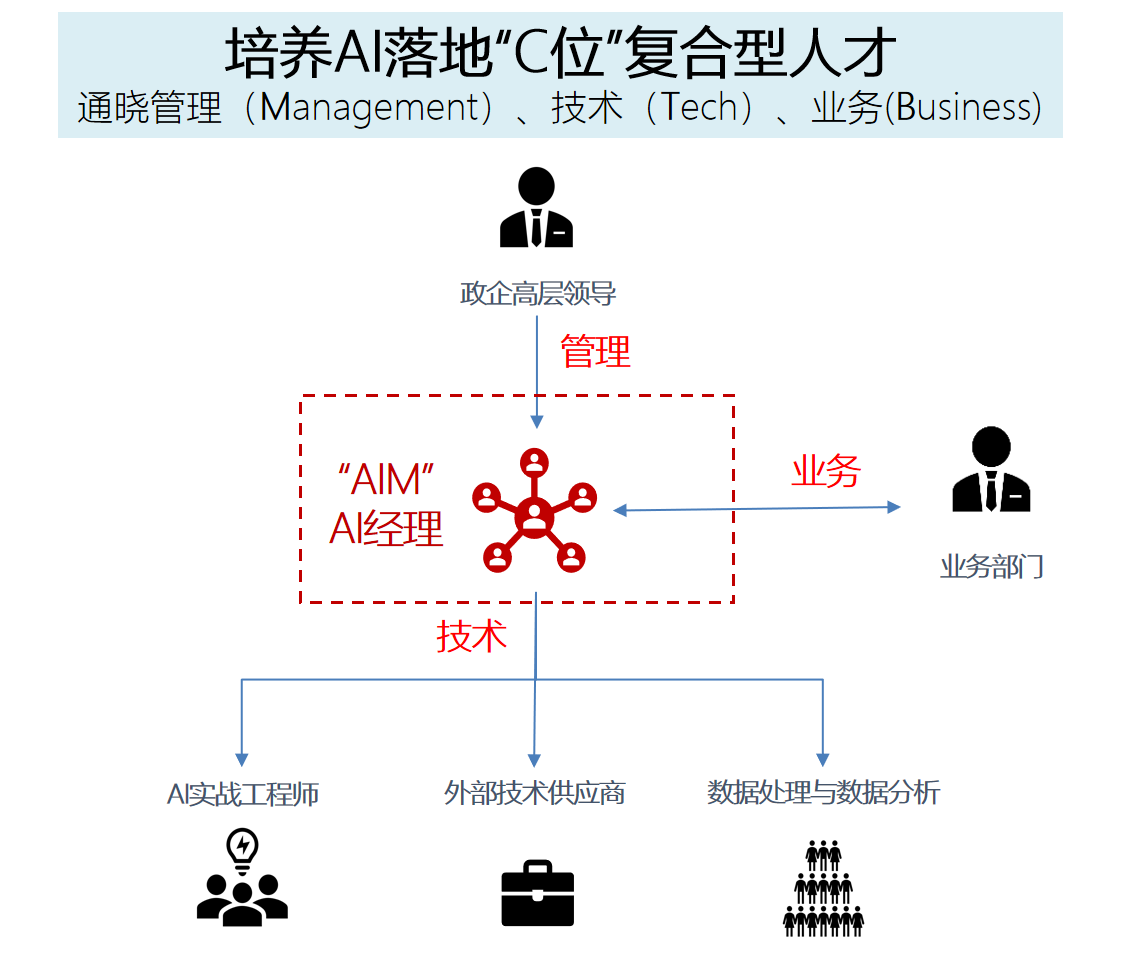 培养AI落地“C位”复合型人才
通晓管理（Management）、技术（Tech）、业务(Business)
政企高层领导
管理
“AIM”
AI经理
业务
业务部门
技术
AI实战工程师
外部技术供应商
数据处理与数据分析